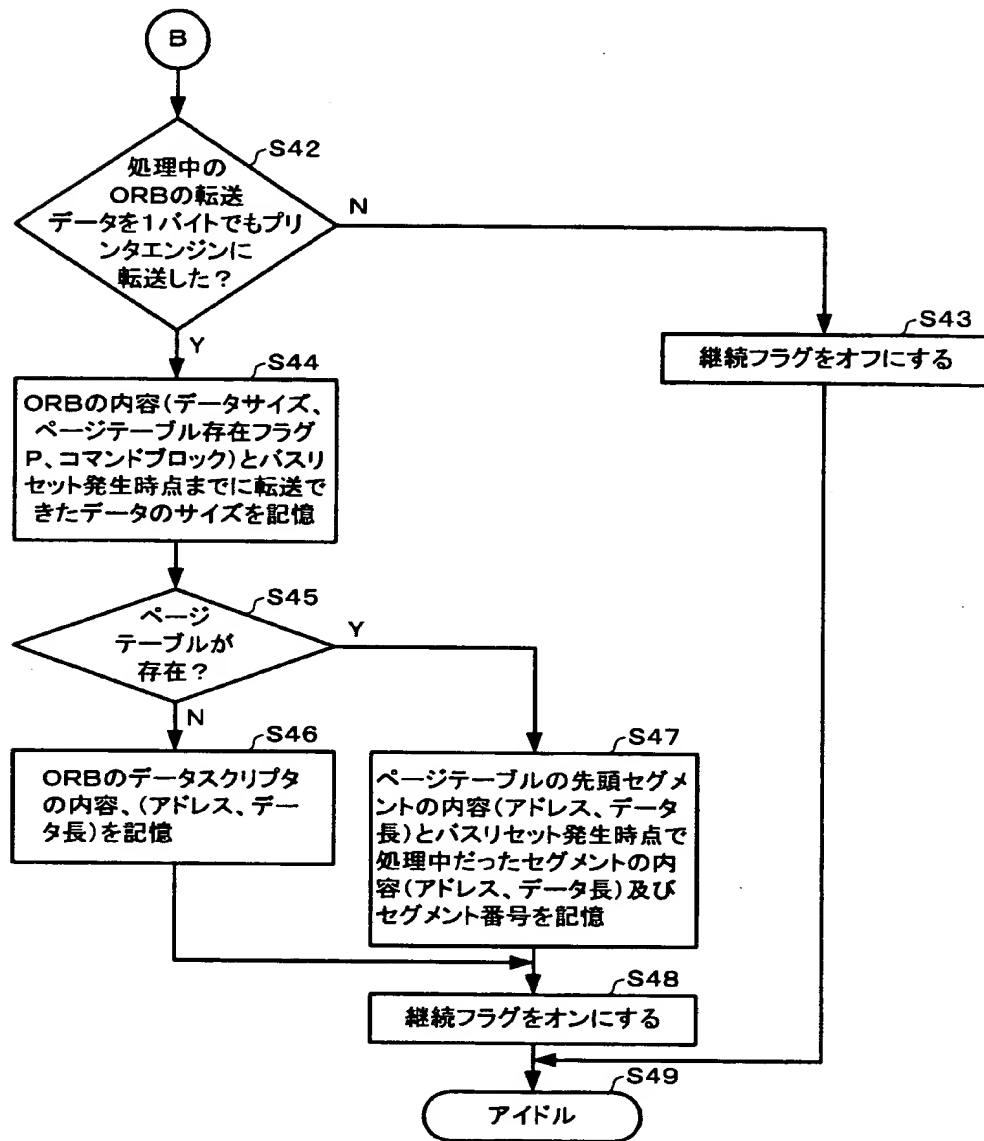 B
S42
処理中の
ORBの転送
データを1バイトでもプリ
ンタエンジンに
転送した?
N
Y
S43
継続フラグをオフにする
S44
ORBの内容(データサイズ、
ページテーブル存在フラグ
P、コマンドブロック)とバスリ
セット発生時点までに転送で
きたデータのサイズを記憶
S45
ページ
テーブルが
存在?
Y
N
S46
ORBのデータスクリプタ
の内容、(アドレス、デー
タ長)を記憶
S47
ページテーブルの先頭セグ
メントの内容(アドレス、データ
長)とバスリセット発生時点で
処理中だったセグメントの内
容(アドレス、データ長)及び
セグメント番号を記憶
S48
継続フラグをオンにする
S49
アイドル